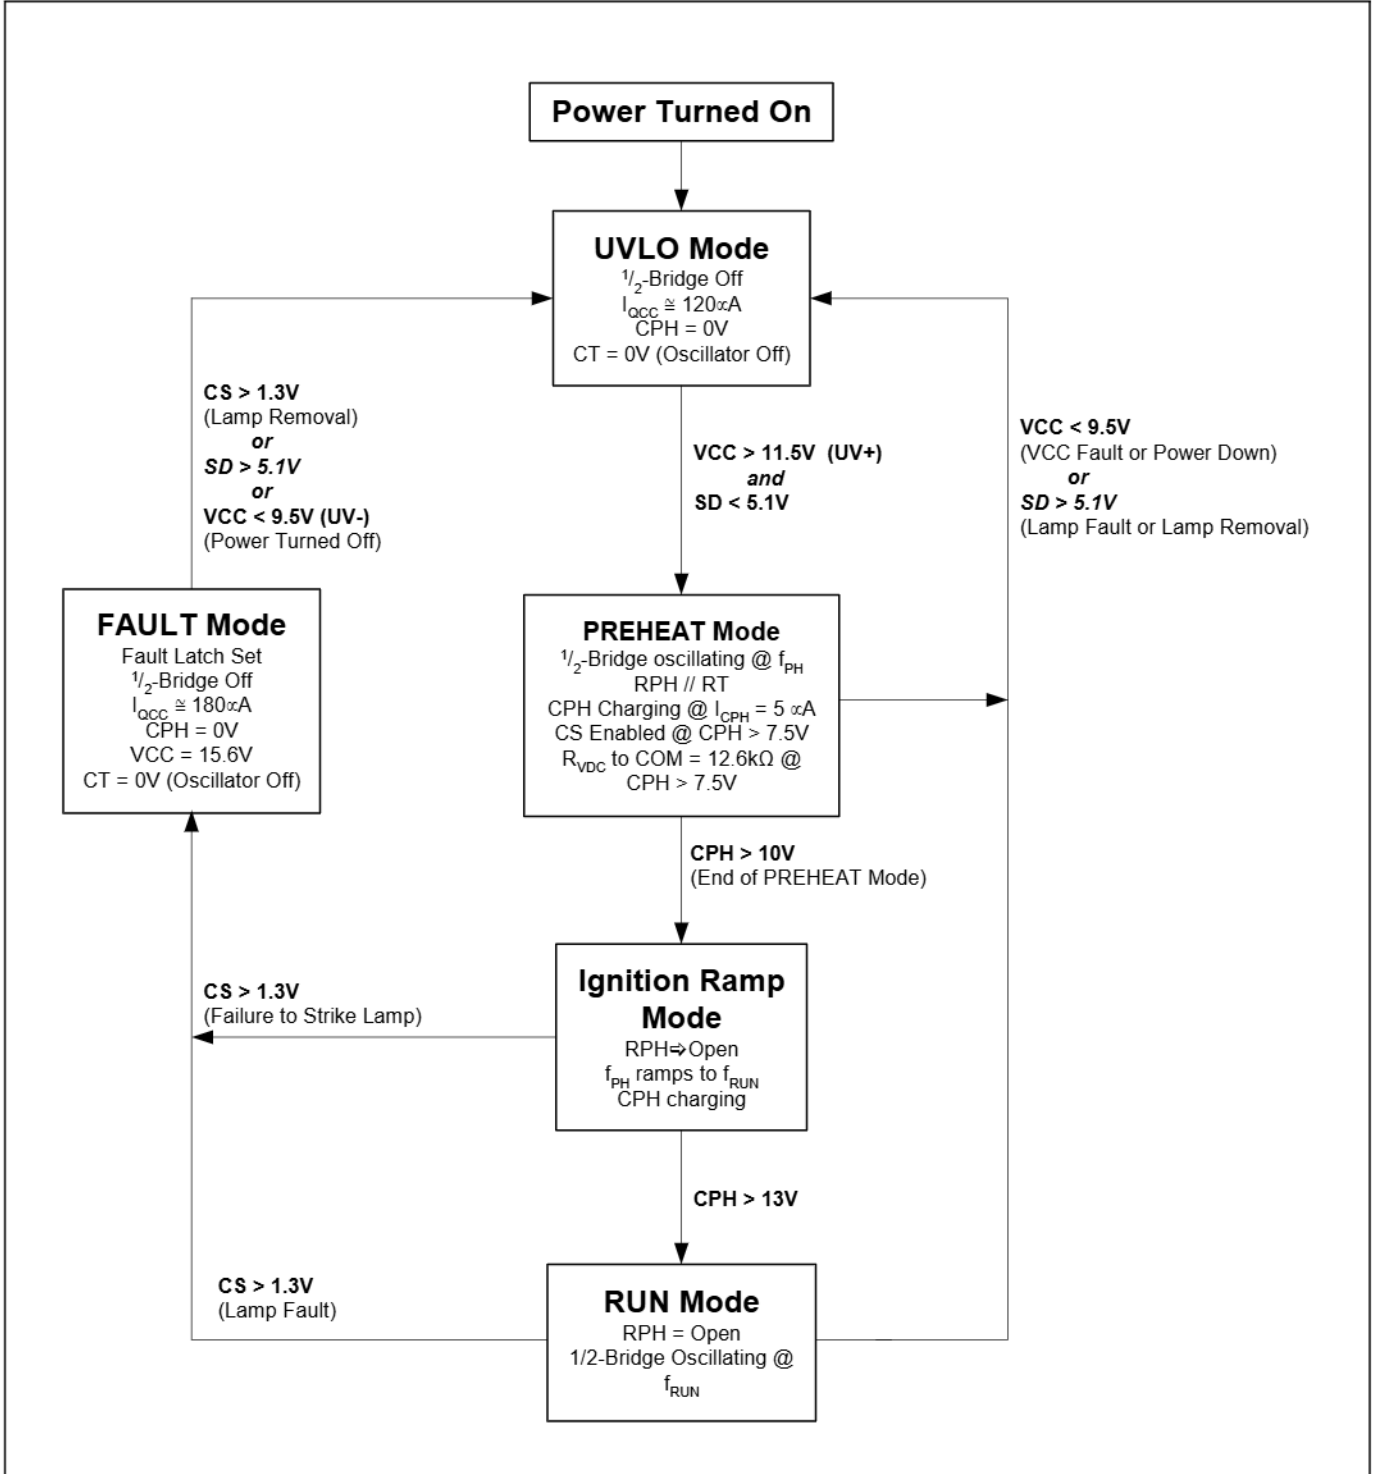 Power Turned On
UVLO Mode
1/2-Bridge Off
IQCC ≅ 120∝A
CPH = 0V
CT = 0V (Oscillator Off)
CS > 1.3V
(Lamp Removal)
or
SD > 5.1V
or
VCC < 9.5V (UV-)
(Power Turned Off)
VCC > 11.5V (UV+)
and
SD < 5.1V
VCC < 9.5V
(VCC Fault or Power Down)
or
SD > 5.1V
(Lamp Fault or Lamp Removal)
FAULT Mode
Fault Latch Set
1/2-Bridge Off
IQCC ≅ 180∝A
CPH = 0V
VCC = 15.6V
CT = 0V (Oscillator Off)
PREHEAT Mode
1/2-Bridge oscillating @ fPH
RPH // RT
CPH Charging @ ICPH = 5 ∝A
CS Enabled @ CPH > 7.5V
RVDC to COM = 12.6kΩ @
CPH > 7.5V
CPH > 10V
(End of PREHEAT Mode)
Ignition Ramp
Mode
RPH⇨Open
fPH ramps to fRUN
CPH charging
CS > 1.3V
(Failure to Strike Lamp)
CPH > 13V
CS > 1.3V
(Lamp Fault)
RUN Mode
RPH = Open
1/2-Bridge Oscillating @
fRUN